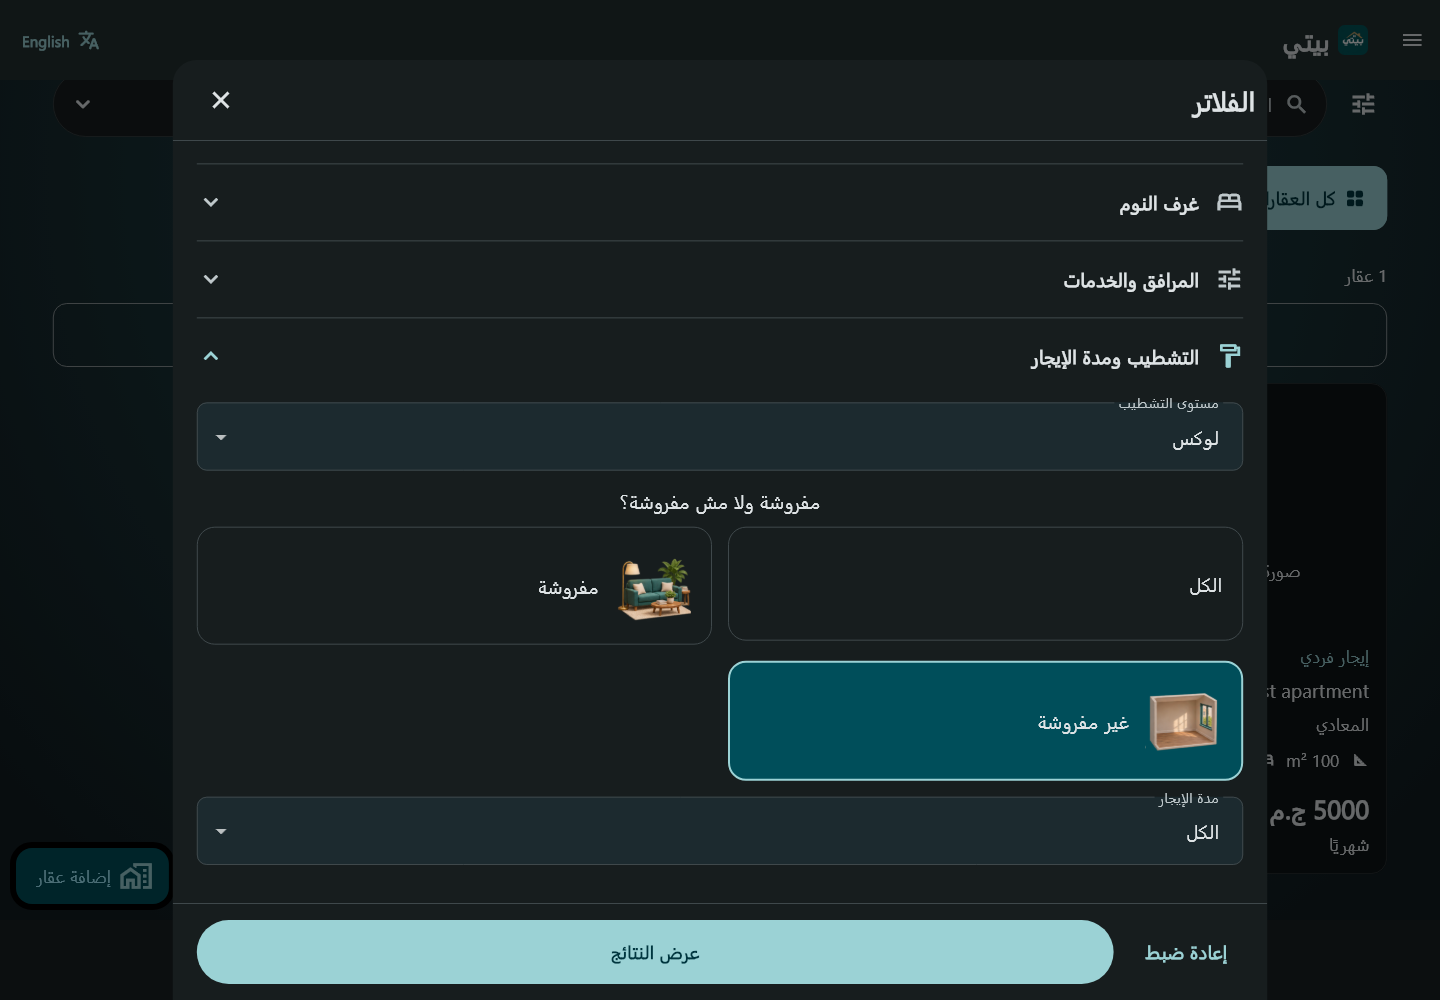 بيتي
English
الفلاتر
كل
1 عقار
غرف النوم
المرافق والخدمات
التشطيب ومدة الإيجار
مستوى التشطيب
لوكس
مفروشة ولا مش مفروشة؟
الكل
مفروشة
غير مفروشة
مدة الإيجار
الكل
إيجار فردي
apartment
المعادي
100 m²
5000 ج.م
شهريًا
إضافة عقار
إعادة ضبط
عرض النتائج